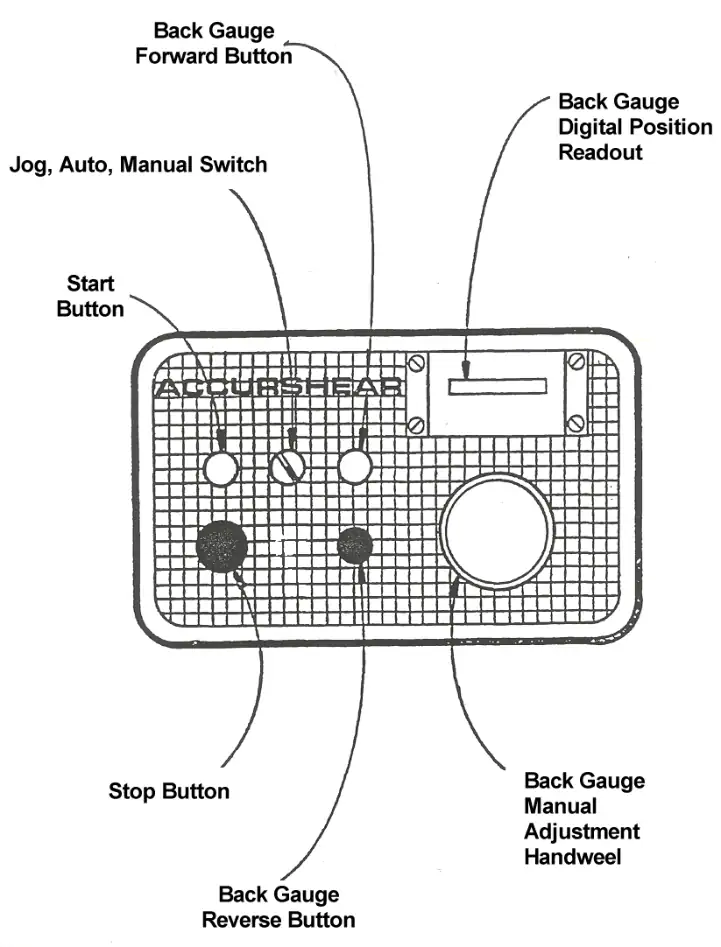 Back Gauge
Forward Button
Back Gauge
Digital Position
Readout
Jog, Auto, Manual Switch
Start
Button
ACCURSHEAR
Stop Button
Back Gauge
Manual
Adjustment
Handweel
Back Gauge
Reverse Button